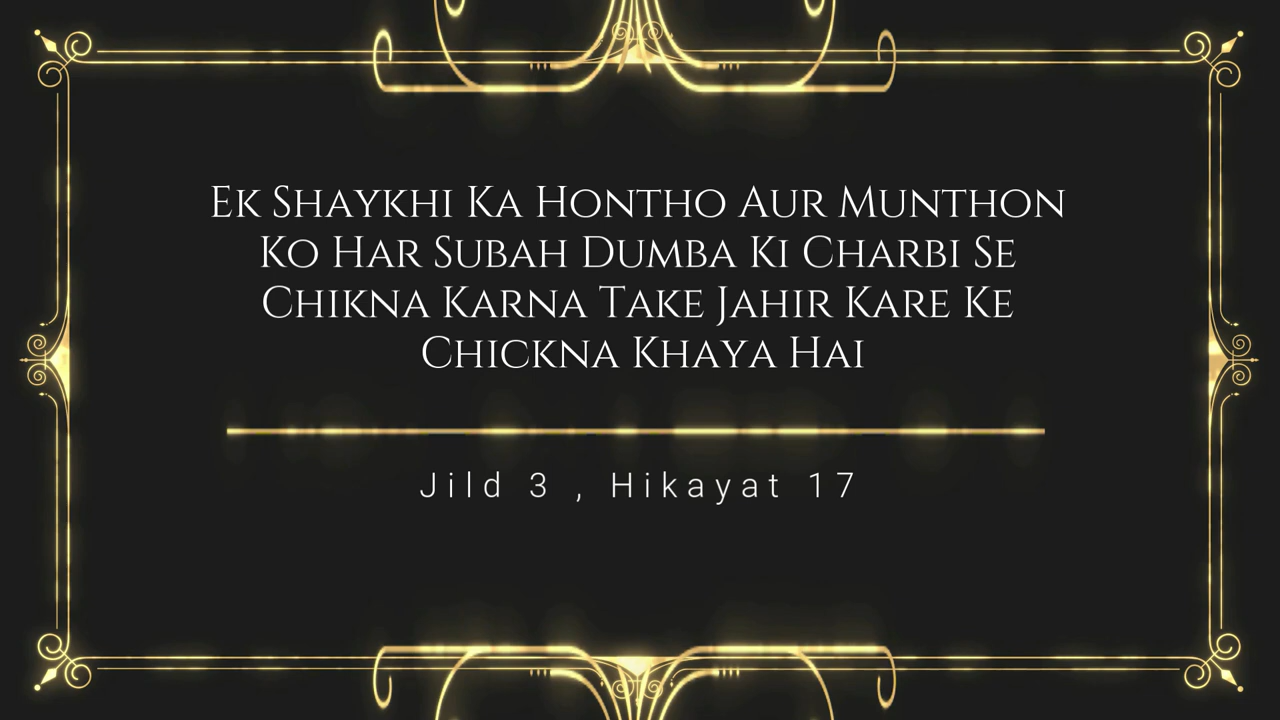 Ek Shaykhi Ka Hontho Aur Munthon
Ko Har Subah Dumba Ki Charbi Se
Chikna Karna Take Jahir Kare Ke
Chickna Khaya Hai
Jild 3 , Hikayat 17